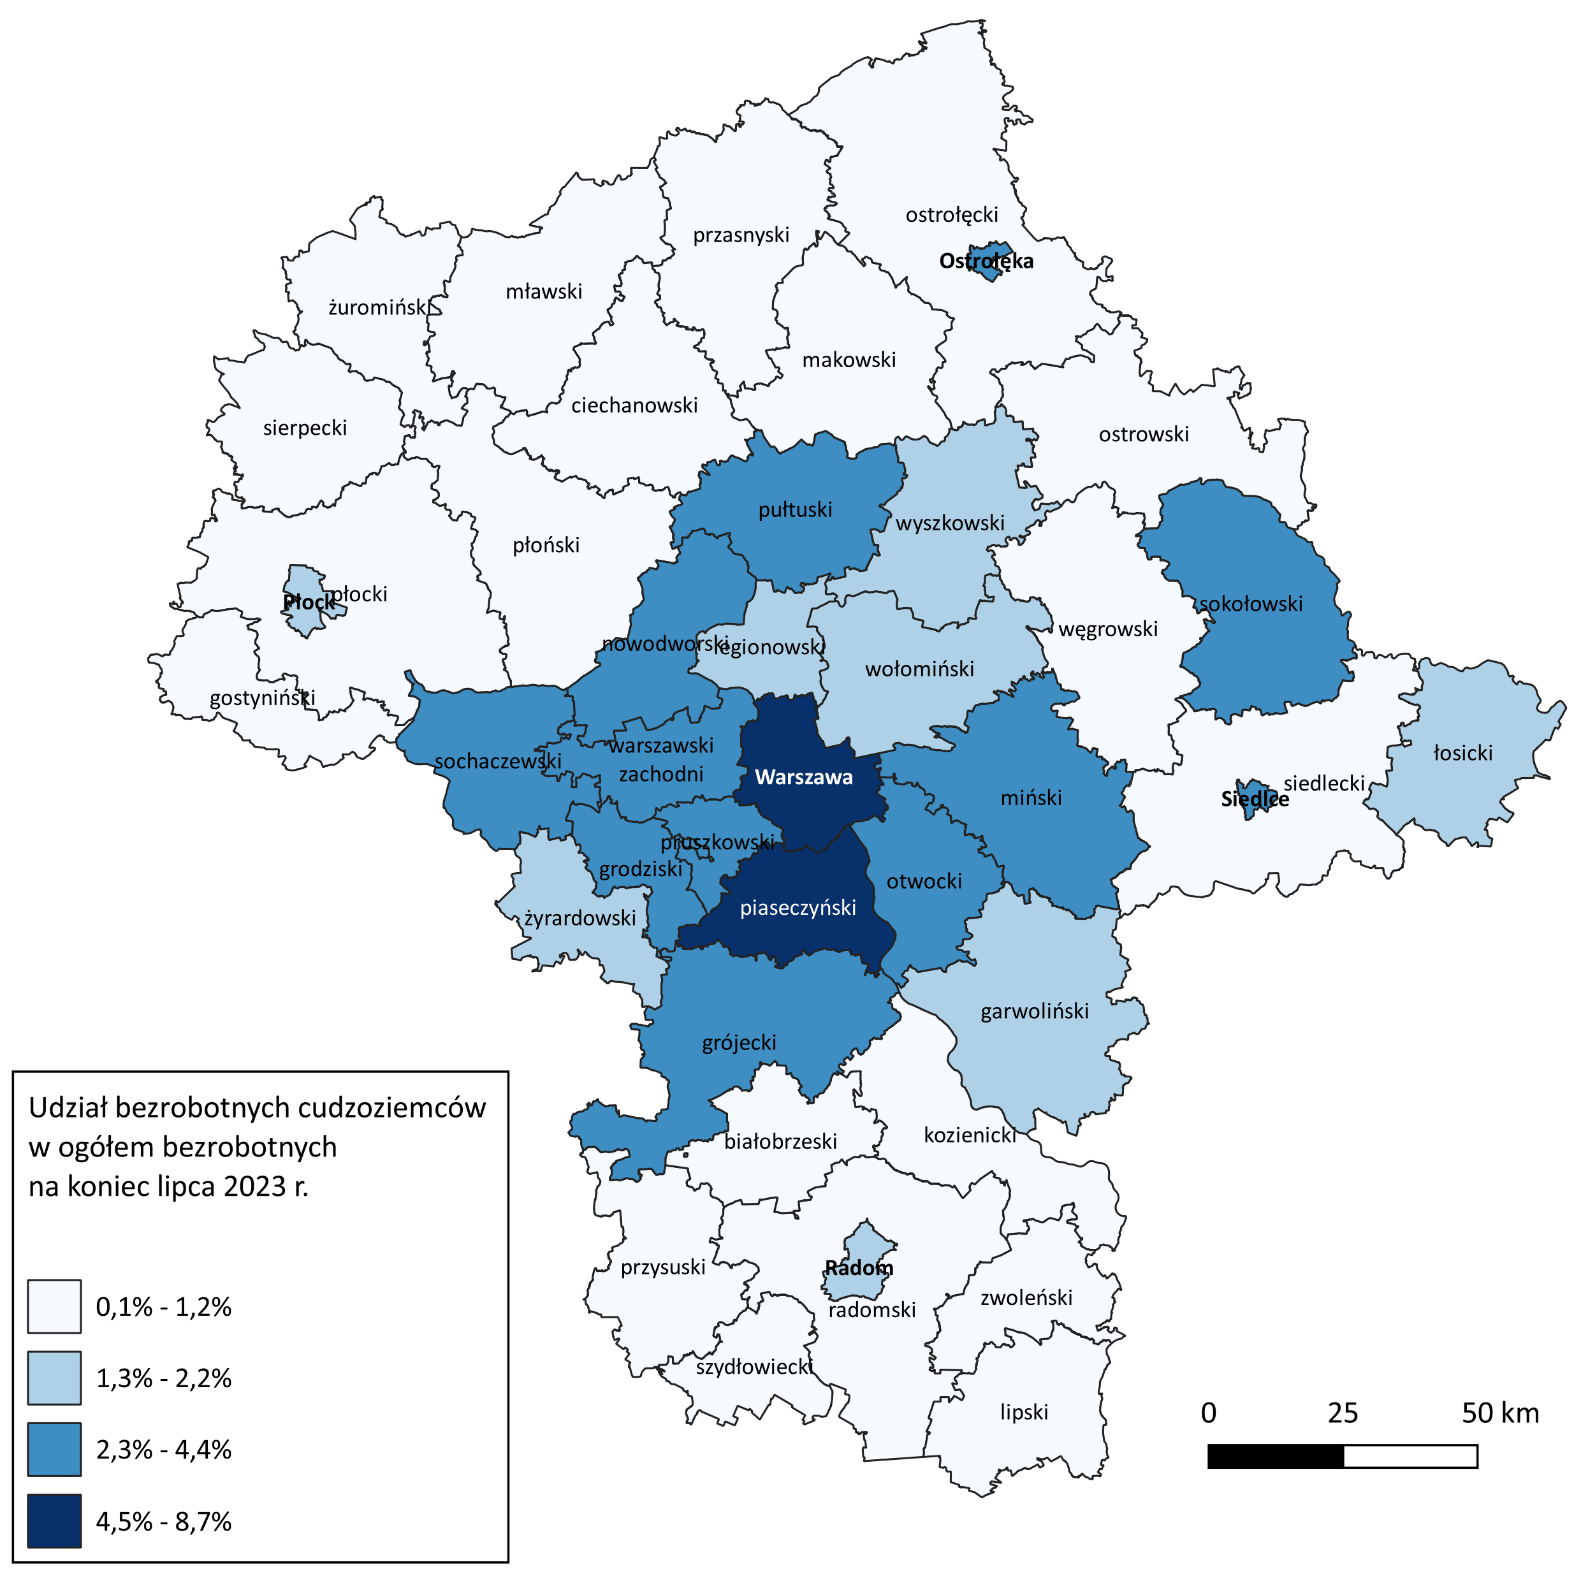 ostrołęcki
przasnyski
Ostrołęka
mławski
żuromiński
makowski
ciechanowski
sierpecki
ostrowski
pułtuski
wyszkowski
płoński
płocki
Płock
sokołowski
węgrowski
nowodworski
legionowski
wołomiński
gostyniński
warszawski
zachodni
sochaczewski
Warszawa
łosicki
siedlecki
Siedlce
miński
pruszkowski
grodziski
otwocki
piaseczyński
żyrardowski
garwoliński
grójecki
kozienicki
białobrzeski
przysuski
Radom
radomski
zwoleński
szydłowiecki
lipski
Udział bezrobotnych cudzoziemców
w ogółem bezrobotnych
na koniec lipca 2023 r.
0,1% - 1,2%
1,3% - 2,2%
2,3% - 4,4%
4,5% - 8,7%
0 25 50 km